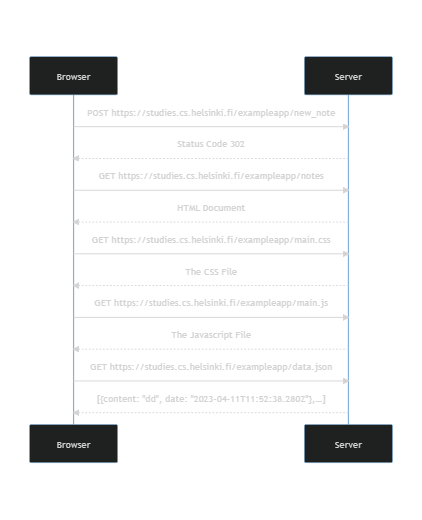 Browser
Server
POST https://studies.cs.helsinki.fi/exampleapp/new_note
Status Code 302
GET https://studies.cs.helsinki.fi/exampleapp/notes
HTML Document
GET https://studies.cs.helsinki.fi/exampleapp/main.css
The CSS File
GET https://studies.cs.helsinki.fi/exampleapp/main.js
The Javascript File
GET https://studies.cs.helsinki.fi/exampleapp/data.json
[{content: "dd", date: "2023-04-11T11:52:38.280Z"},...]
Browser
Server